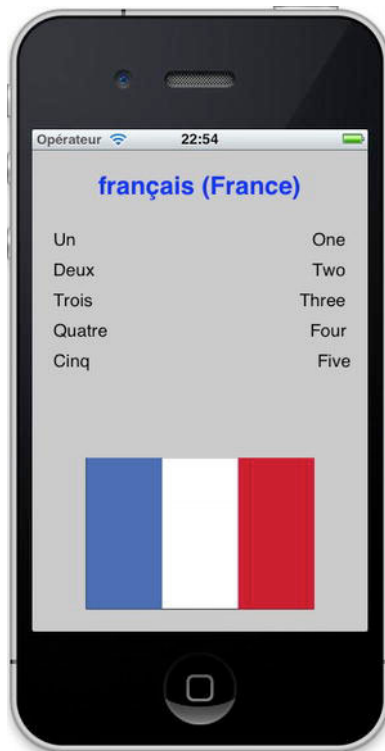 Opérateur 22:54
français (France)
Un One
Deux Two
Trois Three
Quatre Four
Cinq Five